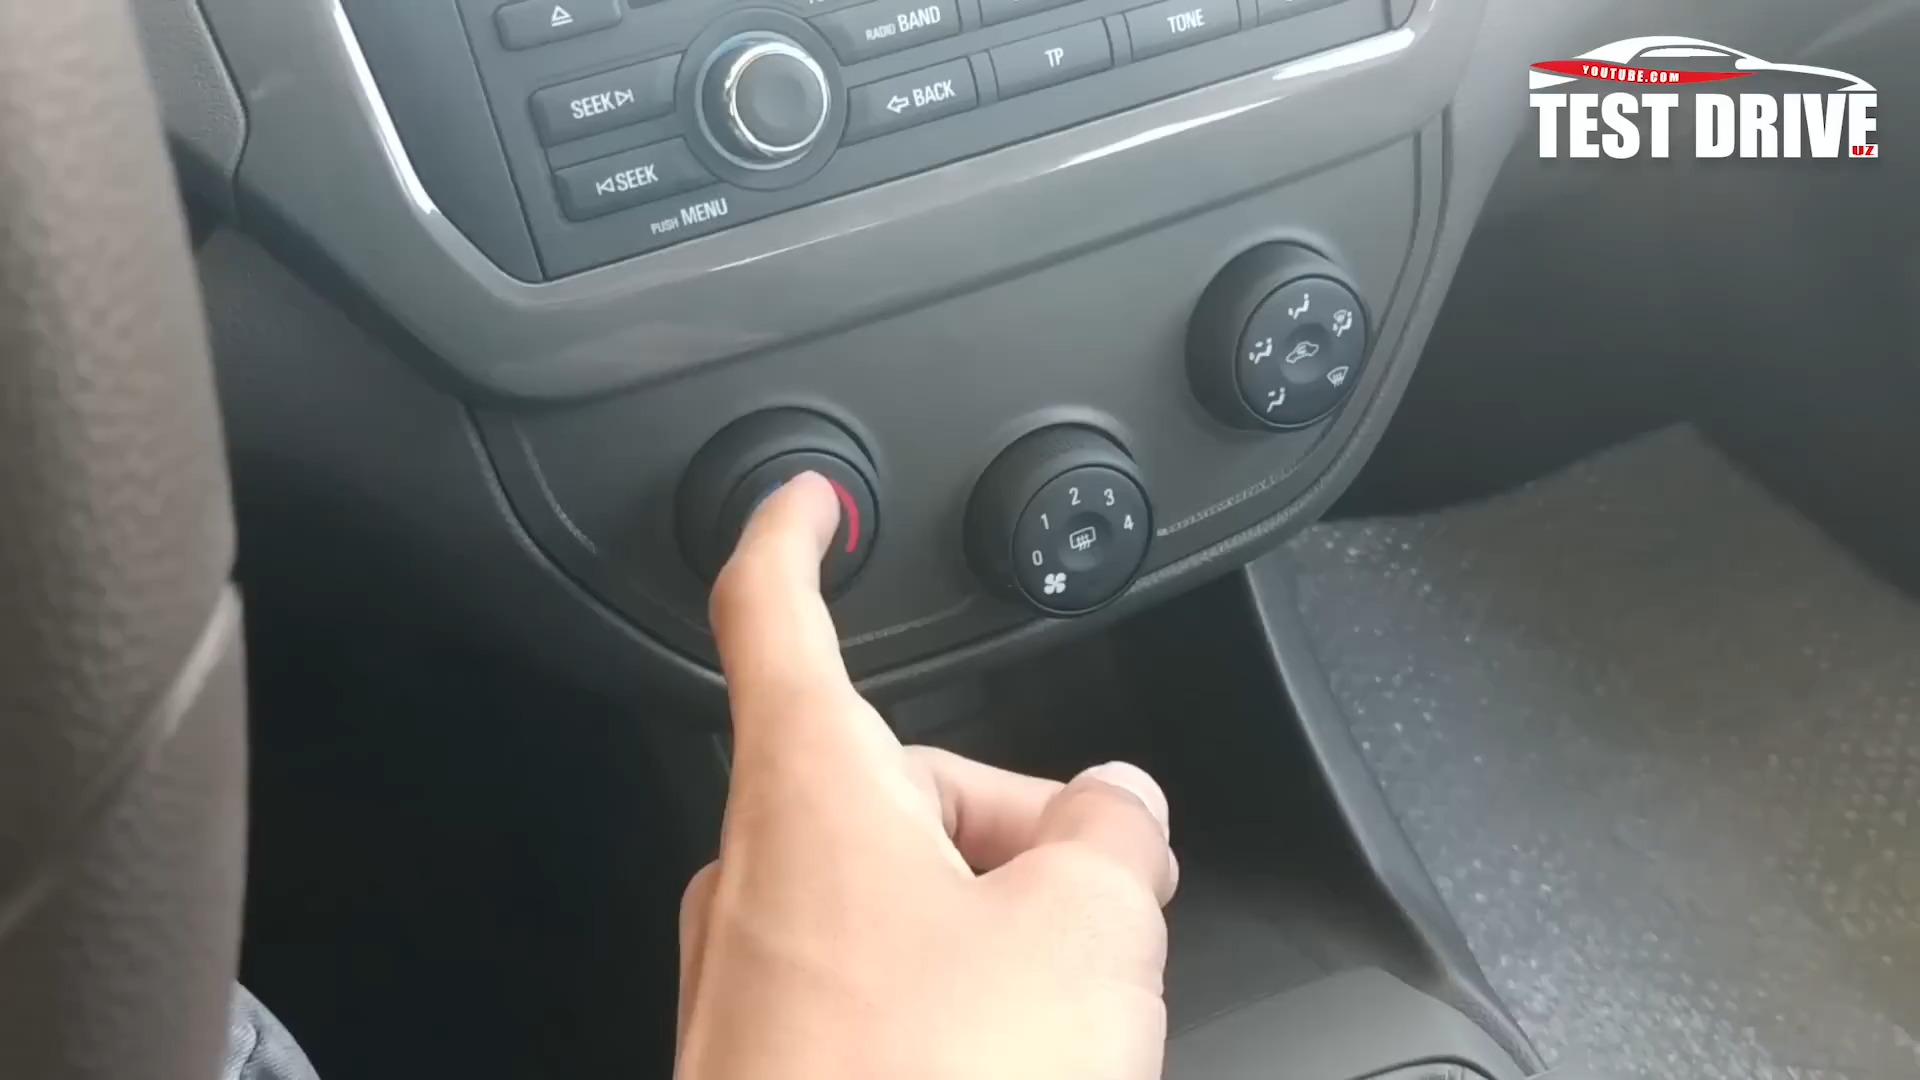 YOUTUBE.COM
TEST DRIVE
UZ
RADIO BAND
TONE
TP
SEEK
BACK
SEEK
PUSH MENU
0 1 2 3 4